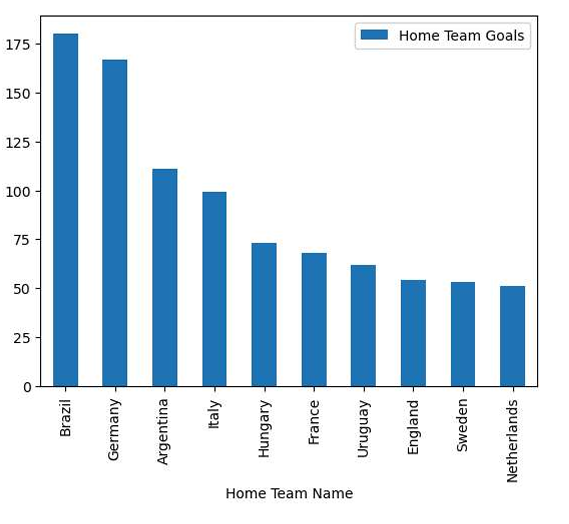 Home Team Goals
175
150
125
100
75
50
25
0
Brazil
Germany
Argentina
Italy
Hungary
France
Uruguay
England
Sweden
Netherlands
Home Team Name